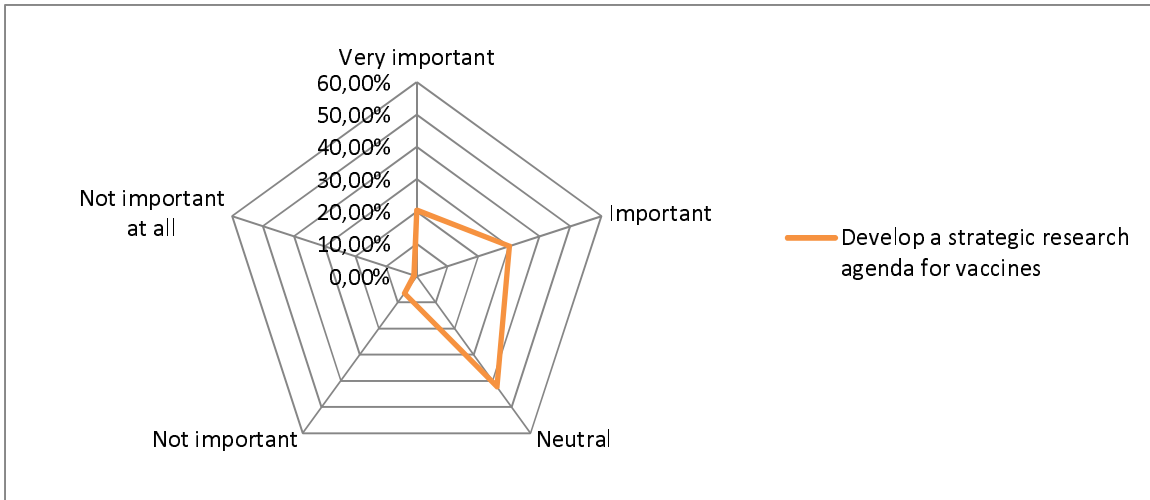 Very important
60,00%
50,00%
40,00%
30,00%
20,00%
10,00%
0,00%
Important
Neutral
Not important
Not important
at all
Develop a strategic research
agenda for vaccines